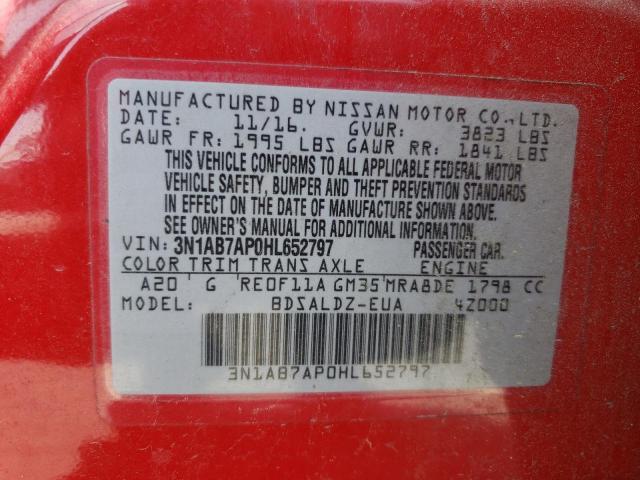 MANUFACTURED BY NISSAN MOTOR CO., LTD.
DATE: 11/16. GVWR: 3823 LBS
GAWR FR: 1995 LBS GAWR RR: 1841 LBS
THIS VEHICLE CONFORMS TO ALL APPLICABLE FEDERAL MOTOR
VEHICLE SAFETY, BUMPER AND THEFT PREVENTION STANDARDS
IN EFFECT ON THE DATE OF MANUFACTURE SHOWN ABOVE.
SEE OWNER'S MANUAL FOR ADDITIONAL INFORMATION.
VIN: 3N1AB7AP0HL652797 PASSENGER CAR.
COLOR TRIM TRANS AXLE ENGINE
A20 G RE0F11A GM35 MRA8DE 1798 CC
MODEL: BDSALDZ-EUA 4Z000
3N1AB7AP0HL652797